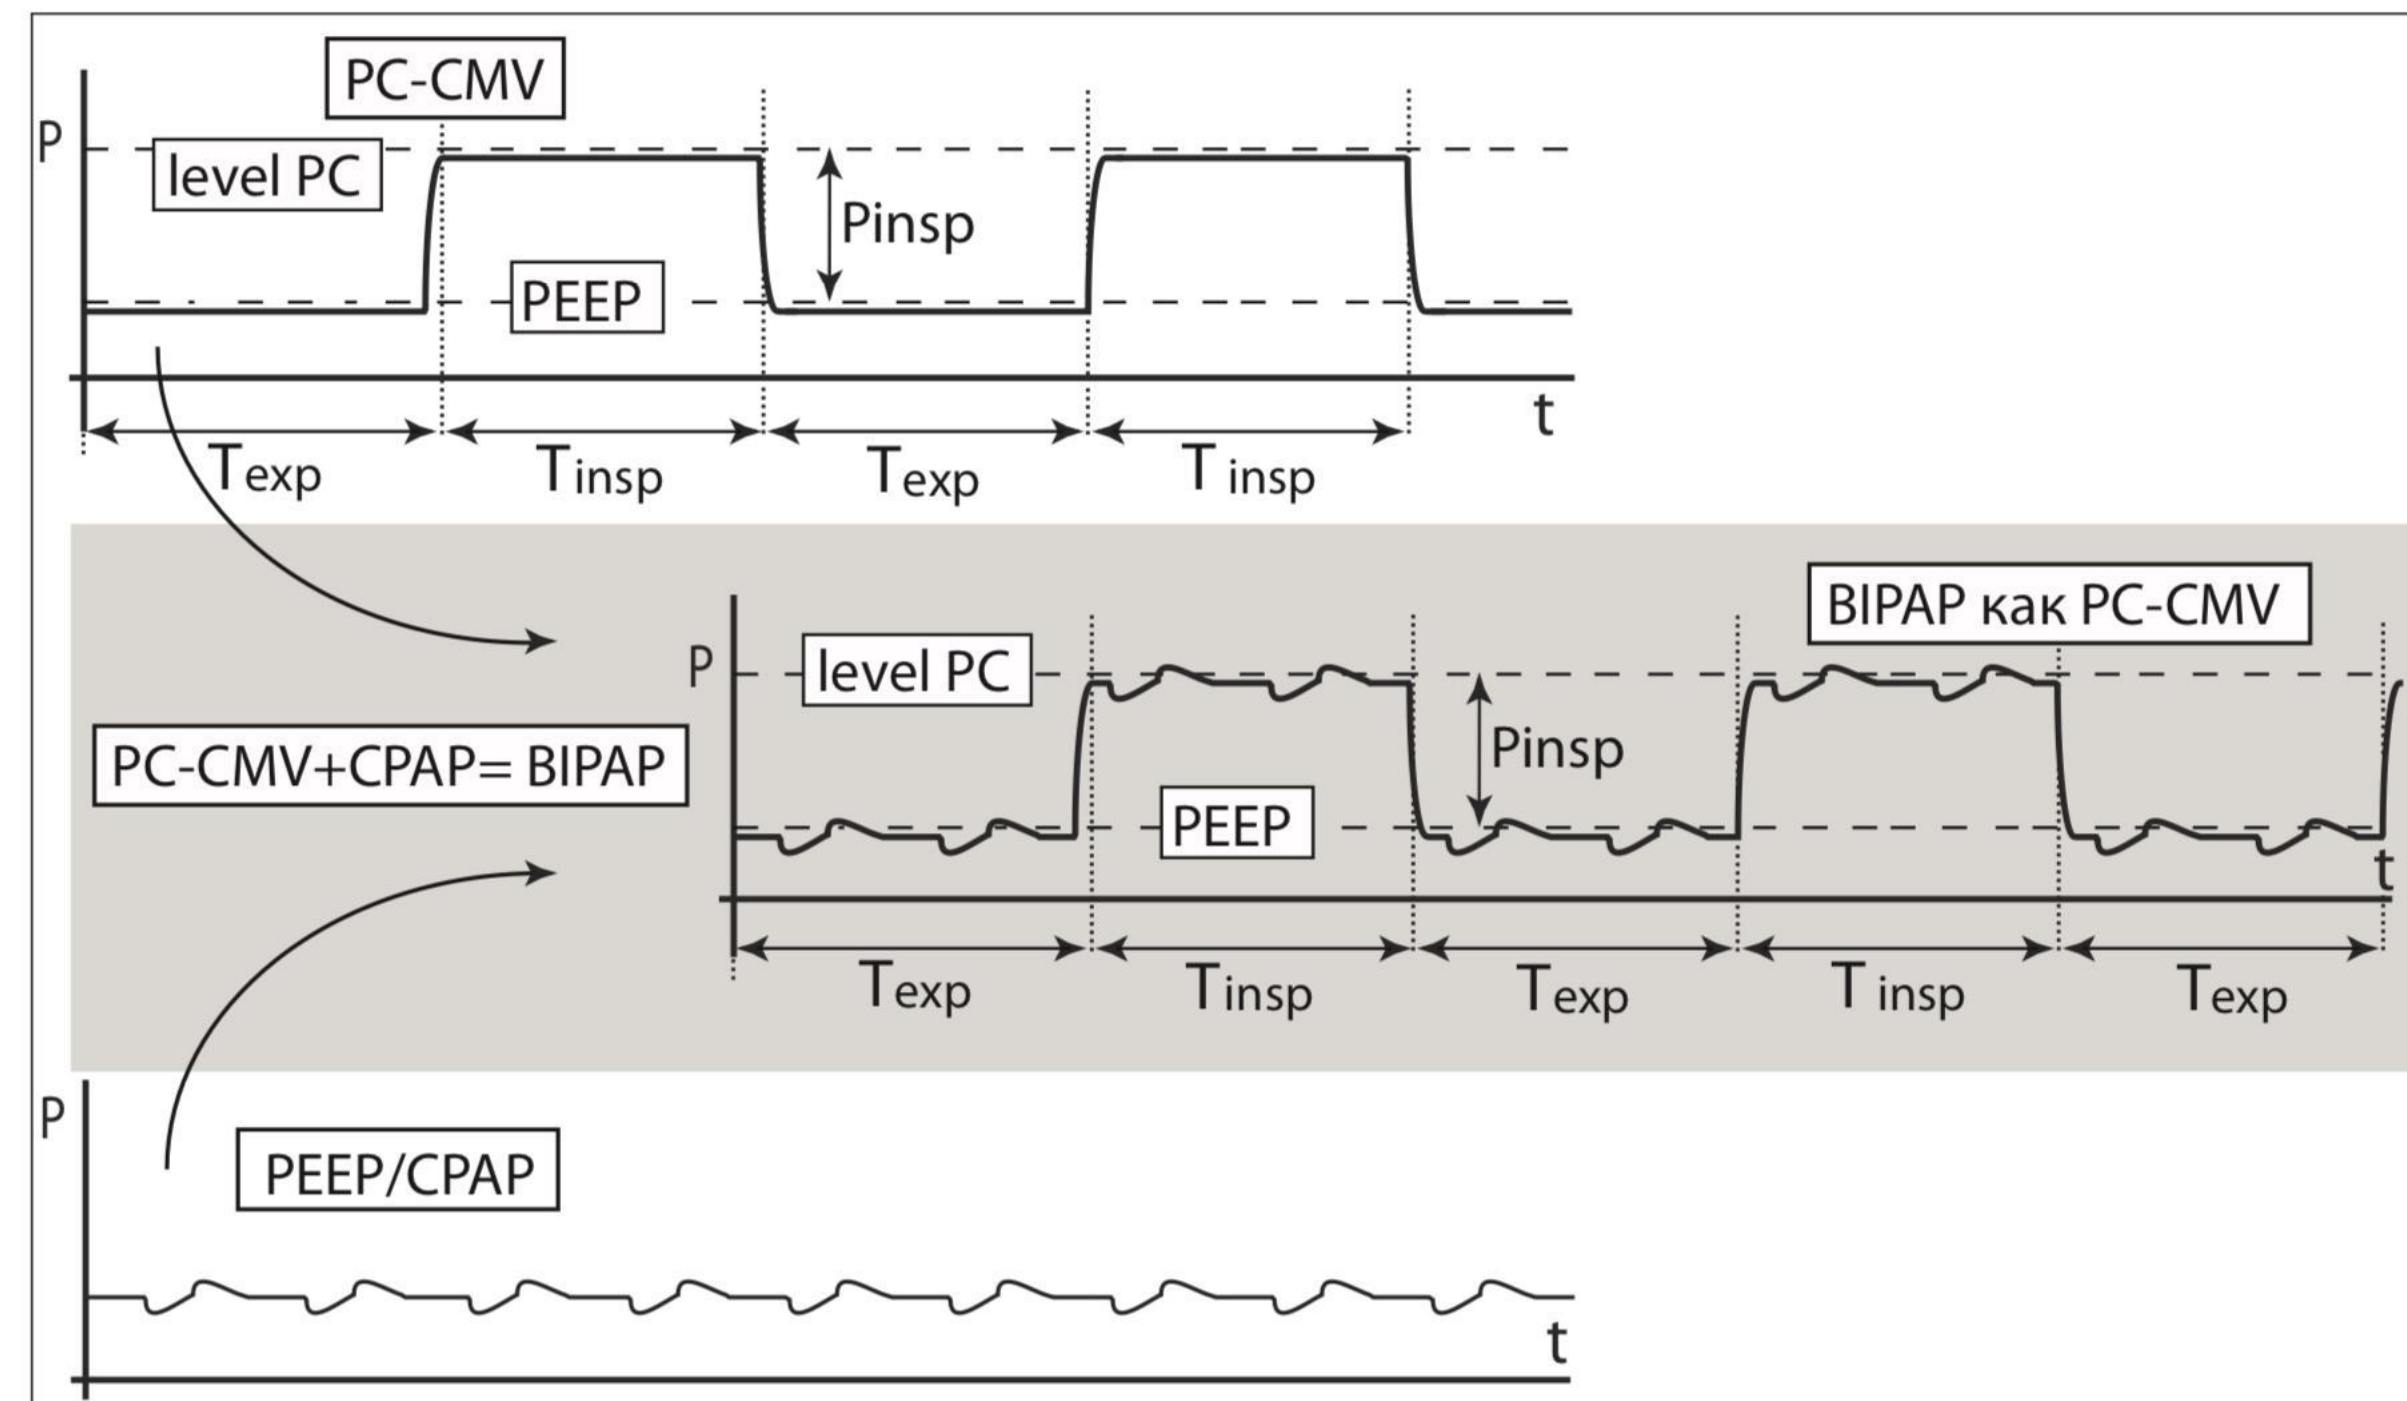 PC-CMV
P
level PC
Pinsp
PEEP
t
Texp
Tinsp
Texp
T insp
BIPAP как PC-CMV
P
level PC
Pinsp
PC-CMV+CPAP= BIPAP
PEEP
t
Texp
Tinsp
Texp
T insp
Texp
P
PEEP/CPAP
t